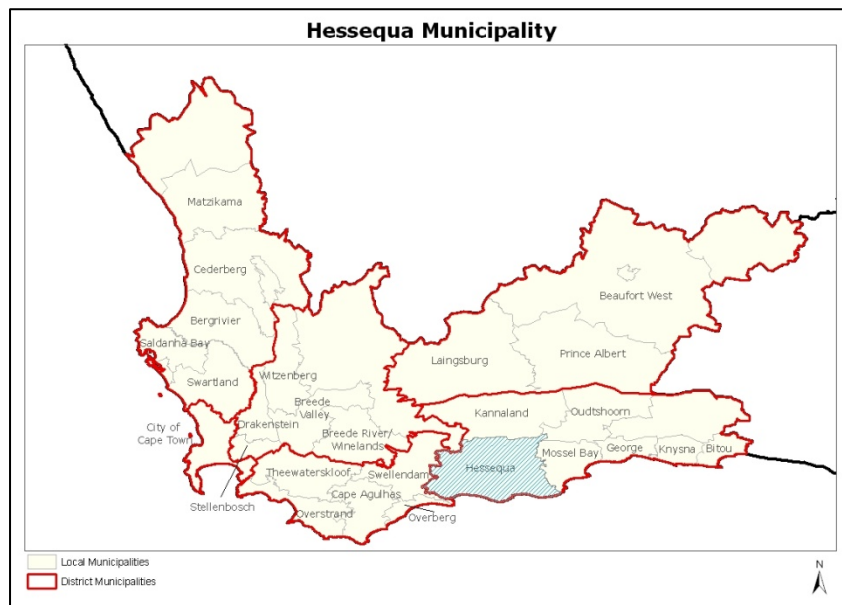 Hessequa Municipality
Matzikama
Cederberg
Bergrivier
Saldanha Bay
Swartland
City of
Cape Town
Witzenberg
Breede
Valley
Drakenstein
Breede River/
Winelands
Stellenbosch
Theewaterskloof
Swellendam
Cape Agulhas
Overstrand
Overberg
Laingsburg
Beaufort West
Prince Albert
Kannaland
Oudtshoorn
Hessequa
Mossel Bay
George
Knysna
Bitou
Local Municipalities
District Municipalities
N